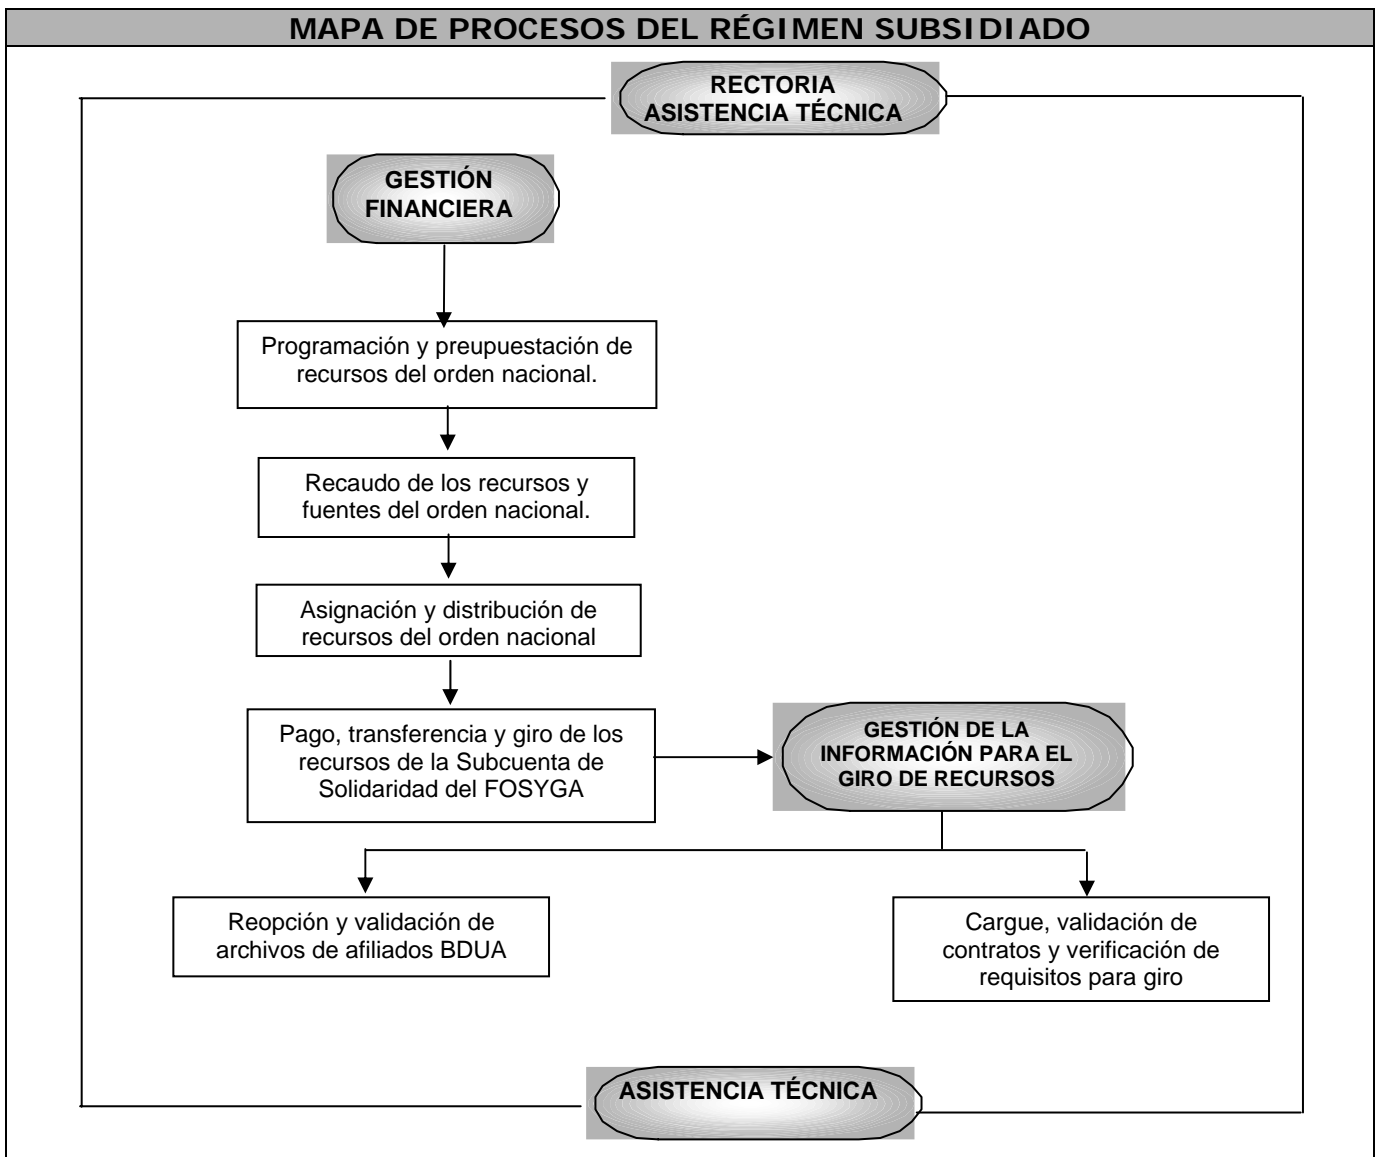 MAPA DE PROCESOS DEL RÉGIMEN SUBSIDIADO
RECTORIA
ASISTENCIA TÉCNICA
GESTIÓN
FINANCIERA
Programación y preupuestación de
recursos del orden nacional.
Recaudo de los recursos y
fuentes del orden nacional.
Asignación y distribución de
recursos del orden nacional
Pago, transferencia y giro de los
recursos de la Subcuenta de
Solidaridad del FOSYGA
GESTIÓN DE LA
INFORMACIÓN PARA EL
GIRO DE RECURSOS
Reopción y validación de
archivos de afiliados BDUA
Cargue, validación de
contratos y verificación de
requisitos para giro
ASISTENCIA TÉCNICA